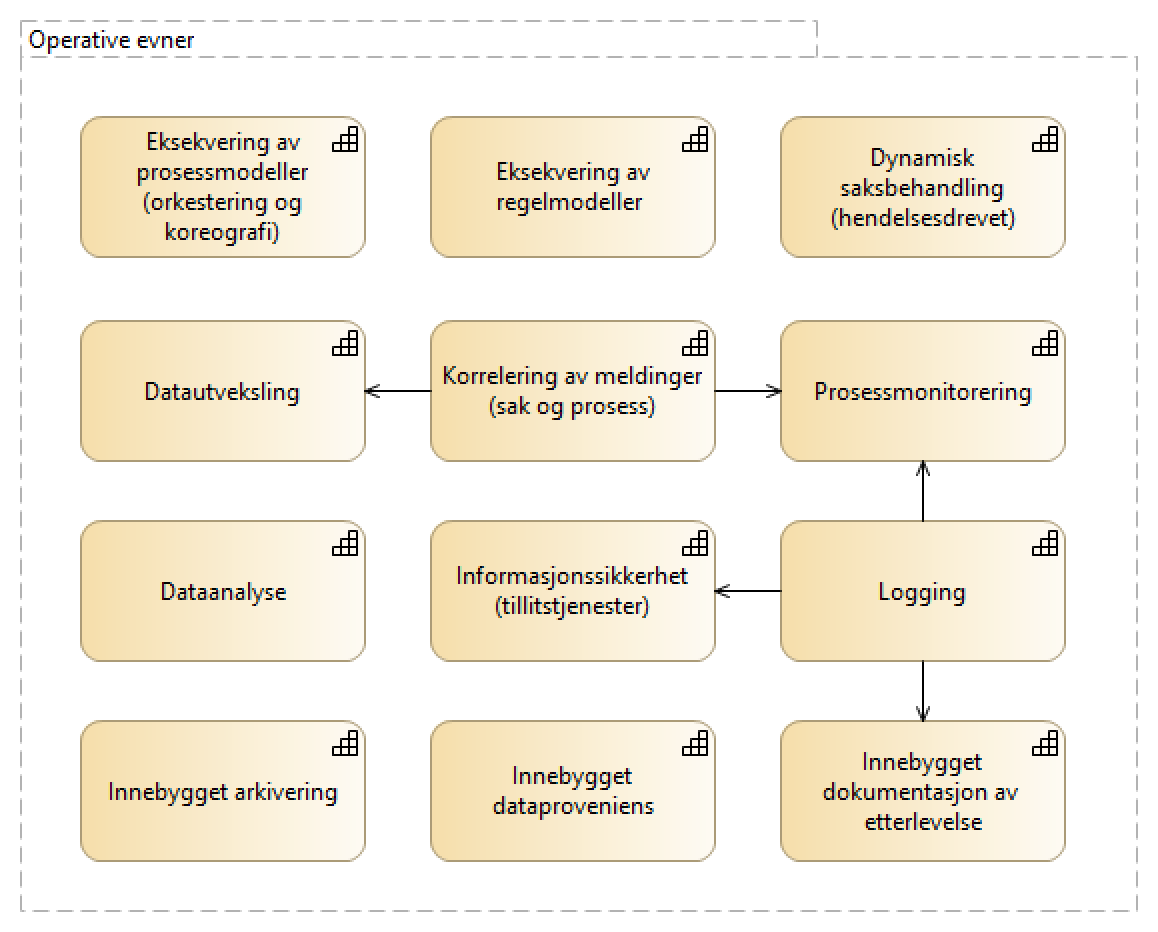 Operative evner
Eksekvering av
prosessmodeller
(orkestering og
koreografi)
Eksekvering av
regelmodeller
Dynamisk
saksbehandling
(hendelsesdrevet)
Datautveksling
Korrelering av meldinger
(sak og prosess)
Prosessmonitorering
Dataanalyse
Informasjonssikkerhet
(tillitstjenester)
Logging
Innebygget arkivering
Innebygget
dataproveniens
Innebygget
dokumentasjon av
etterlevelse